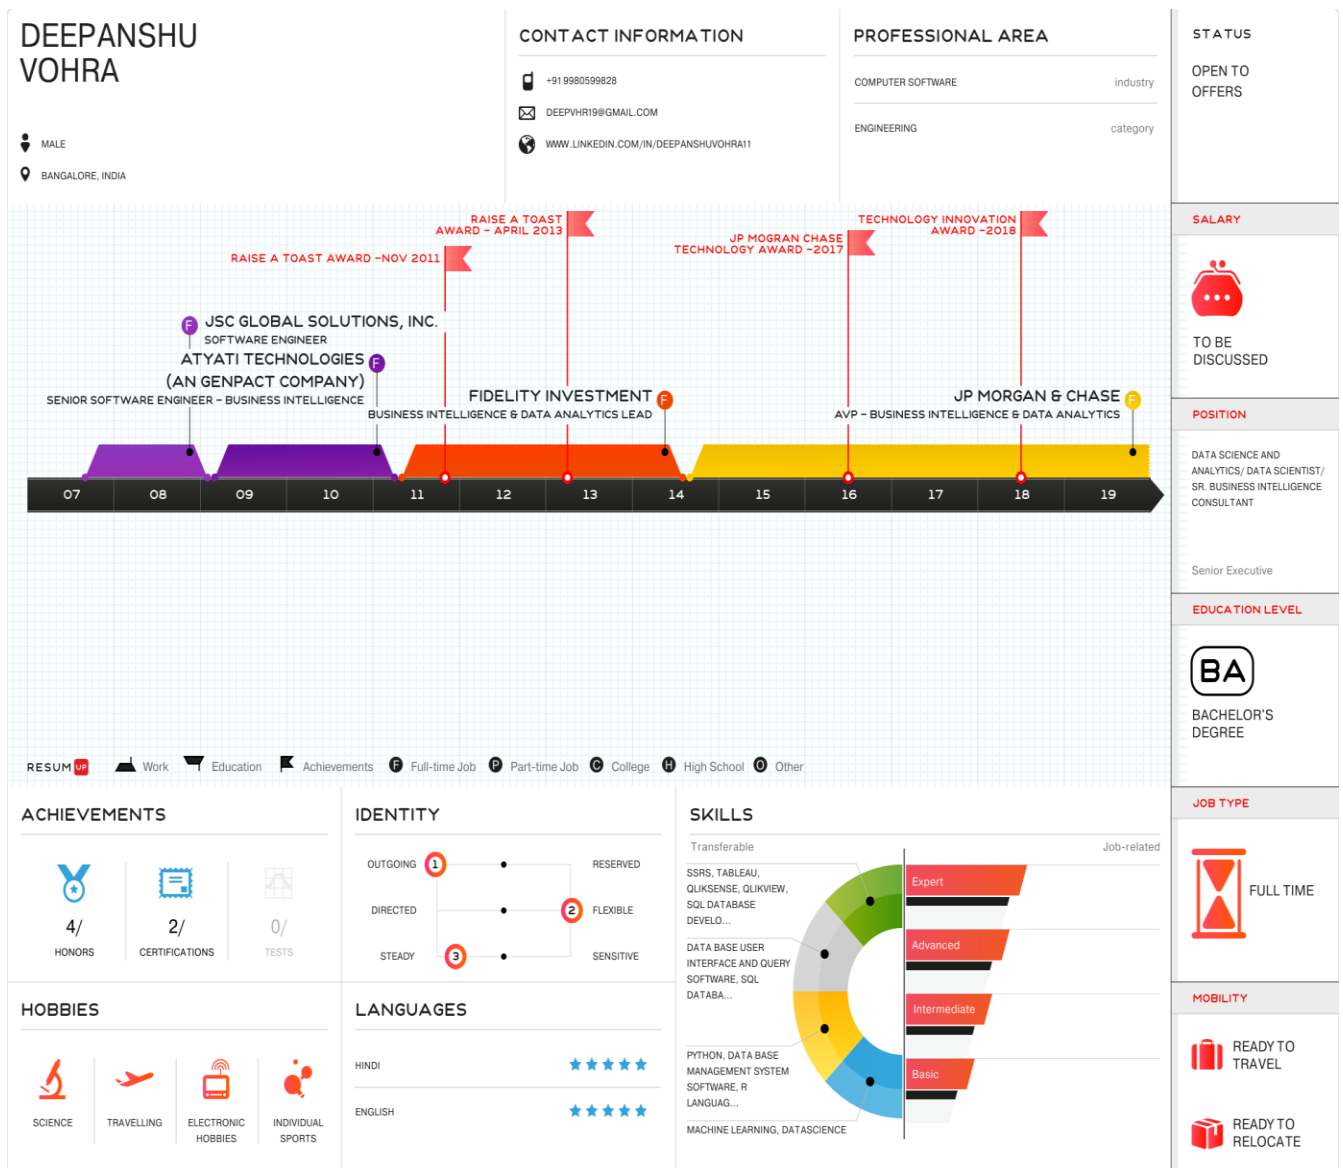 DEEPANSHU
VOHRA
MALE
BANGALORE, INDIA
CONTACT INFORMATION
+91 9980599828
DEEPVHR19@GMAIL.COM
WWW.LINKEDIN.COM/IN/DEEPANSHUVOHRA11
PROFESSIONAL AREA
COMPUTER SOFTWARE industry
ENGINEERING category
STATUS
OPEN TO
OFFERS
RAISE A TOAST AWARD -NOV 2011
RAISE A TOAST
AWARD - APRIL 2013
JP MOGRAN CHASE
TECHNOLOGY AWARD -2017
TECHNOLOGY INNOVATION
AWARD -2018
F JSC GLOBAL SOLUTIONS, INC.
SOFTWARE ENGINEER
ATYATI TECHNOLOGIES F
(AN GENPACT COMPANY)
SENIOR SOFTWARE ENGINEER - BUSINESS INTELLIGENCE
FIDELITY INVESTMENT F
BUSINESS INTELLIGENCE & DATA ANALYTICS LEAD
JP MORGAN & CHASE F
AVP - BUSINESS INTELLIGENCE & DATA ANALYTICS
07 08 09 10 11 12 13 14 15 16 17 18 19
RESUM UP Work Education Achievements F Full-time Job P Part-time Job C College H High School O Other
SALARY
TO BE
DISCUSSED
POSITION
DATA SCIENCE AND
ANALYTICS/ DATA SCIENTIST/
SR. BUSINESS INTELLIGENCE
CONSULTANT
Senior Executive
EDUCATION LEVEL
BA
BACHELOR'S
DEGREE
JOB TYPE
FULL TIME
MOBILITY
READY TO
TRAVEL
READY TO
RELOCATE
ACHIEVEMENTS
4/
HONORS
2/
CERTIFICATIONS
0/
TESTS
IDENTITY
OUTGOING 1 RESERVED
DIRECTED 2 FLEXIBLE
STEADY 3 SENSITIVE
SKILLS
Transferable Job-related
SSRS, TABLEAU,
QLIKSENSE, QLIKVIEW,
SQL DATABASE
DEVELO...
DATA BASE USER
INTERFACE AND QUERY
SOFTWARE, SQL
DATABA...
PYTHON, DATA BASE
MANAGEMENT SYSTEM
SOFTWARE, R
LANGUAG...
MACHINE LEARNING, DATASCIENCE
Expert
Advanced
Intermediate
Basic
HOBBIES
SCIENCE
TRAVELLING
ELECTRONIC
HOBBIES
INDIVIDUAL
SPORTS
LANGUAGES
HINDI
ENGLISH